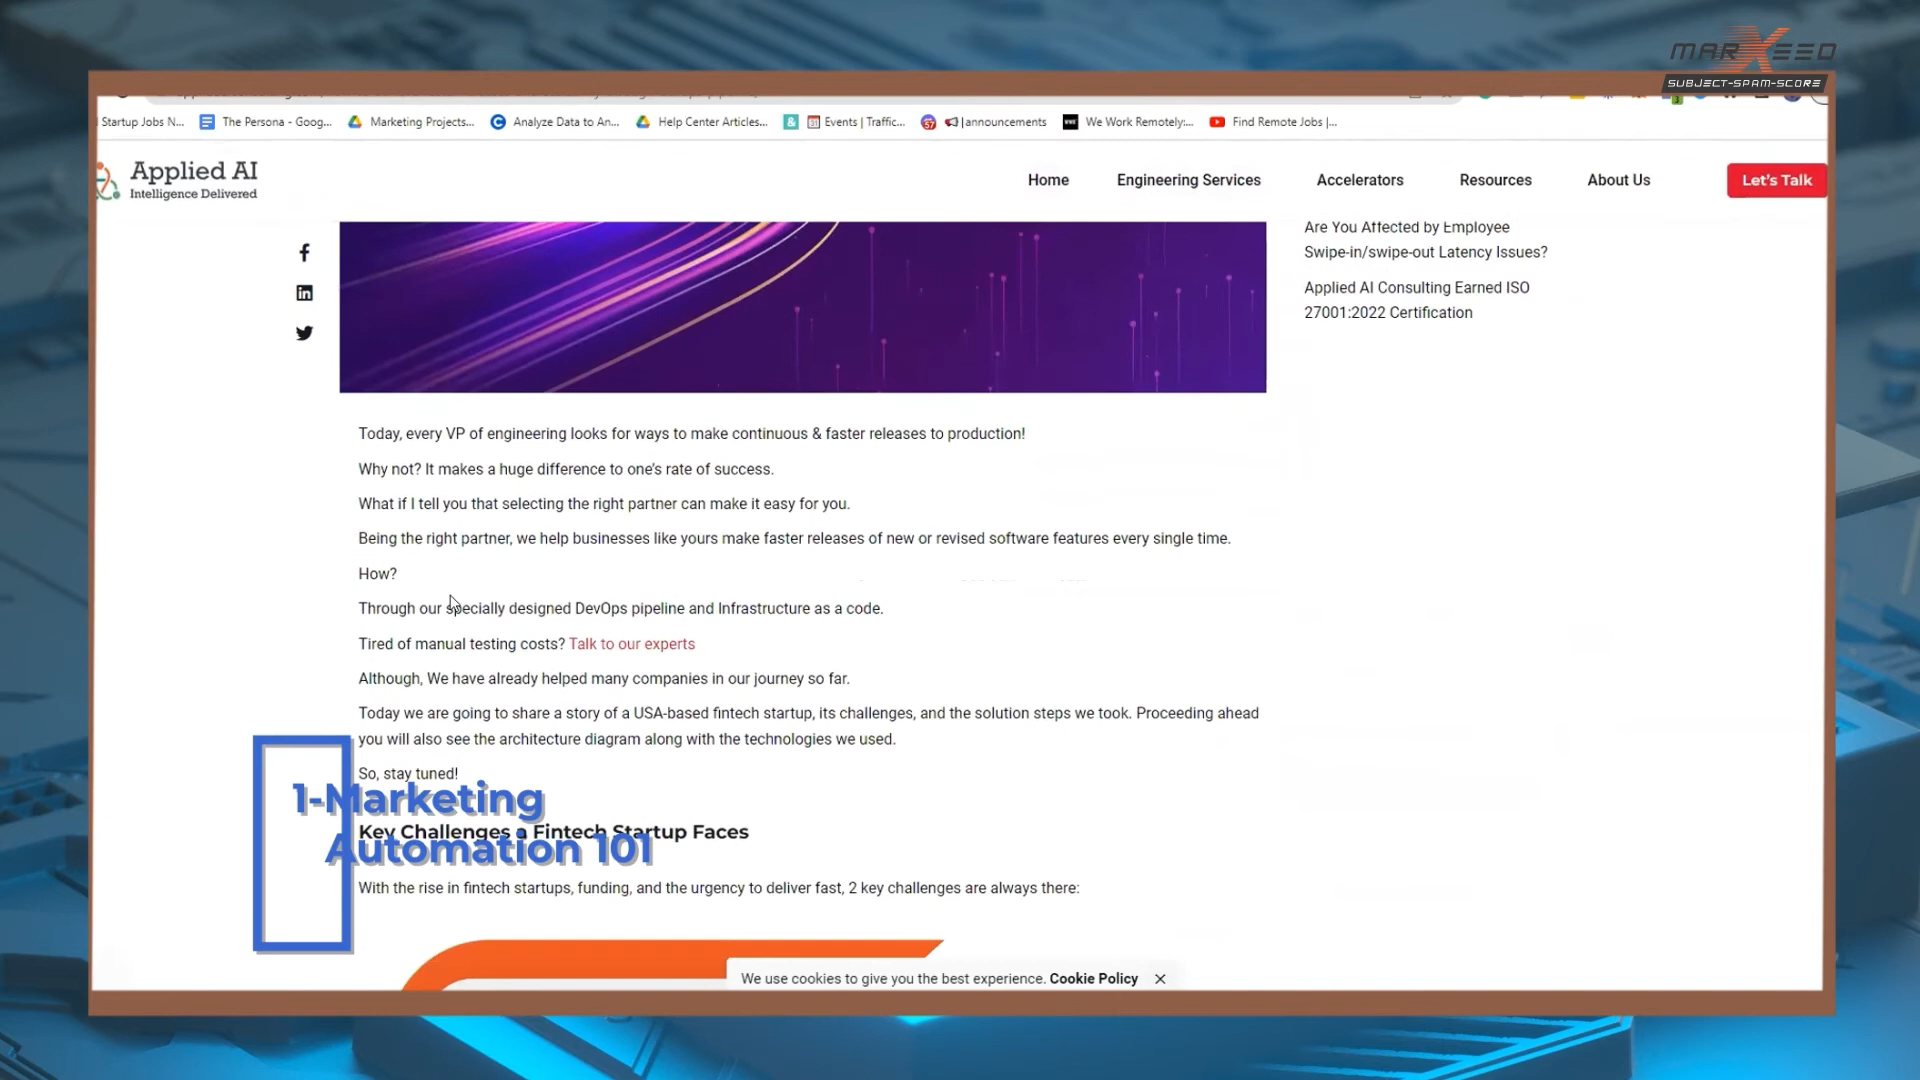 MARXEED
SUBJECT-SPAM-SCORE
Startup Jobs N...
The Persona - Goog...
Marketing Projects...
Analyze Data to An...
Help Center Articles...
Events | Traffic...
57
announcements
We Work Remotely:...
Find Remote Jobs |...
Applied AI
Intelligence Delivered
Home
Engineering Services
Accelerators
Resources
About Us
Let's Talk
Are You Affected by Employee
Swipe-in/swipe-out Latency Issues?
Applied AI Consulting Earned ISO
27001:2022 Certification
Today, every VP of engineering looks for ways to make continuous & faster releases to production!
Why not? It makes a huge difference to one's rate of success.
What if I tell you that selecting the right partner can make it easy for you.
Being the right partner, we help businesses like yours make faster releases of new or revised software features every single time.
How?
Through our specially designed DevOps pipeline and Infrastructure as a code.
Tired of manual testing costs? Talk to our experts
Although, We have already helped many companies in our journey so far.
Today we are going to share a story of a USA-based fintech startup, its challenges, and the solution steps we took. Proceeding ahead
you will also see the architecture diagram along with the technologies we used.
So, stay tuned!
1-Marketing
Automation 101
Key Challenges a Fintech Startup Faces
With the rise in fintech startups, funding, and the urgency to deliver fast, 2 key challenges are always there:
We use cookies to give you the best experience. Cookie Policy